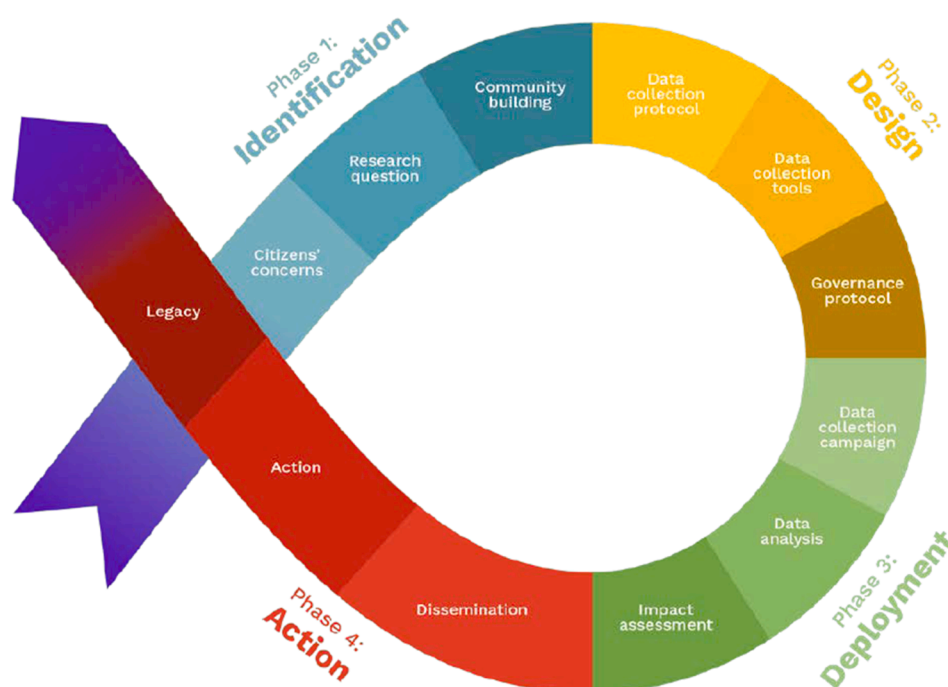 Phase 1:
Identification
Citizens'
concerns
Research
question
Community
building
Phase 2:
Design
Data
collection
protocol
Data
collection
tools
Governance
protocol
Phase 3:
Deployment
Data
collection
campaign
Data
analysis
Impact
assessment
Phase 4:
Action
Dissemination
Action
Legacy